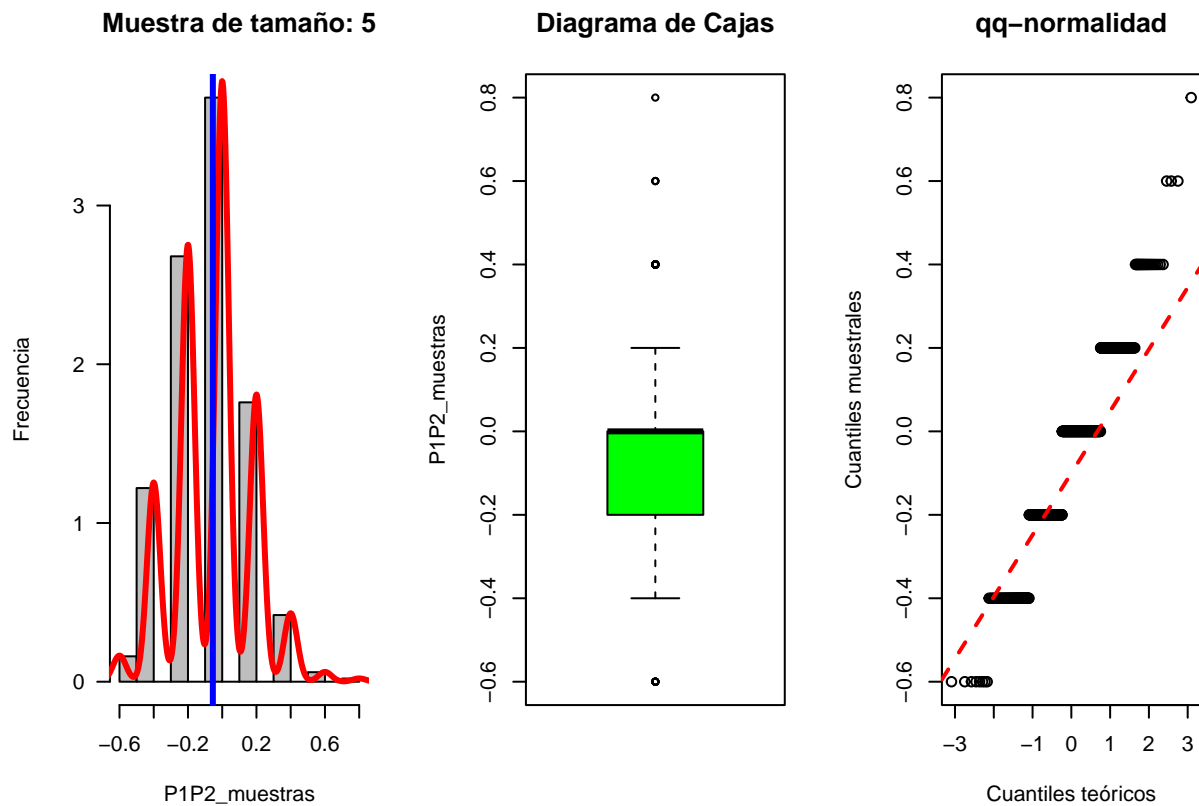 Muestra de tamaño: 5
Frecuencia
3
2
1
0
−0.6 −0.2 0.2 0.6
P1P2_muestras
Diagrama de Cajas
P1P2_muestras
0.8
0.6
0.4
0.2
0.0
−0.2
−0.4
−0.6
qq−normalidad
Cuantiles muestrales
0.8
0.6
0.4
0.2
0.0
−0.2
−0.4
−0.6
−3 −1 0 1 2 3
Cuantiles teóricos